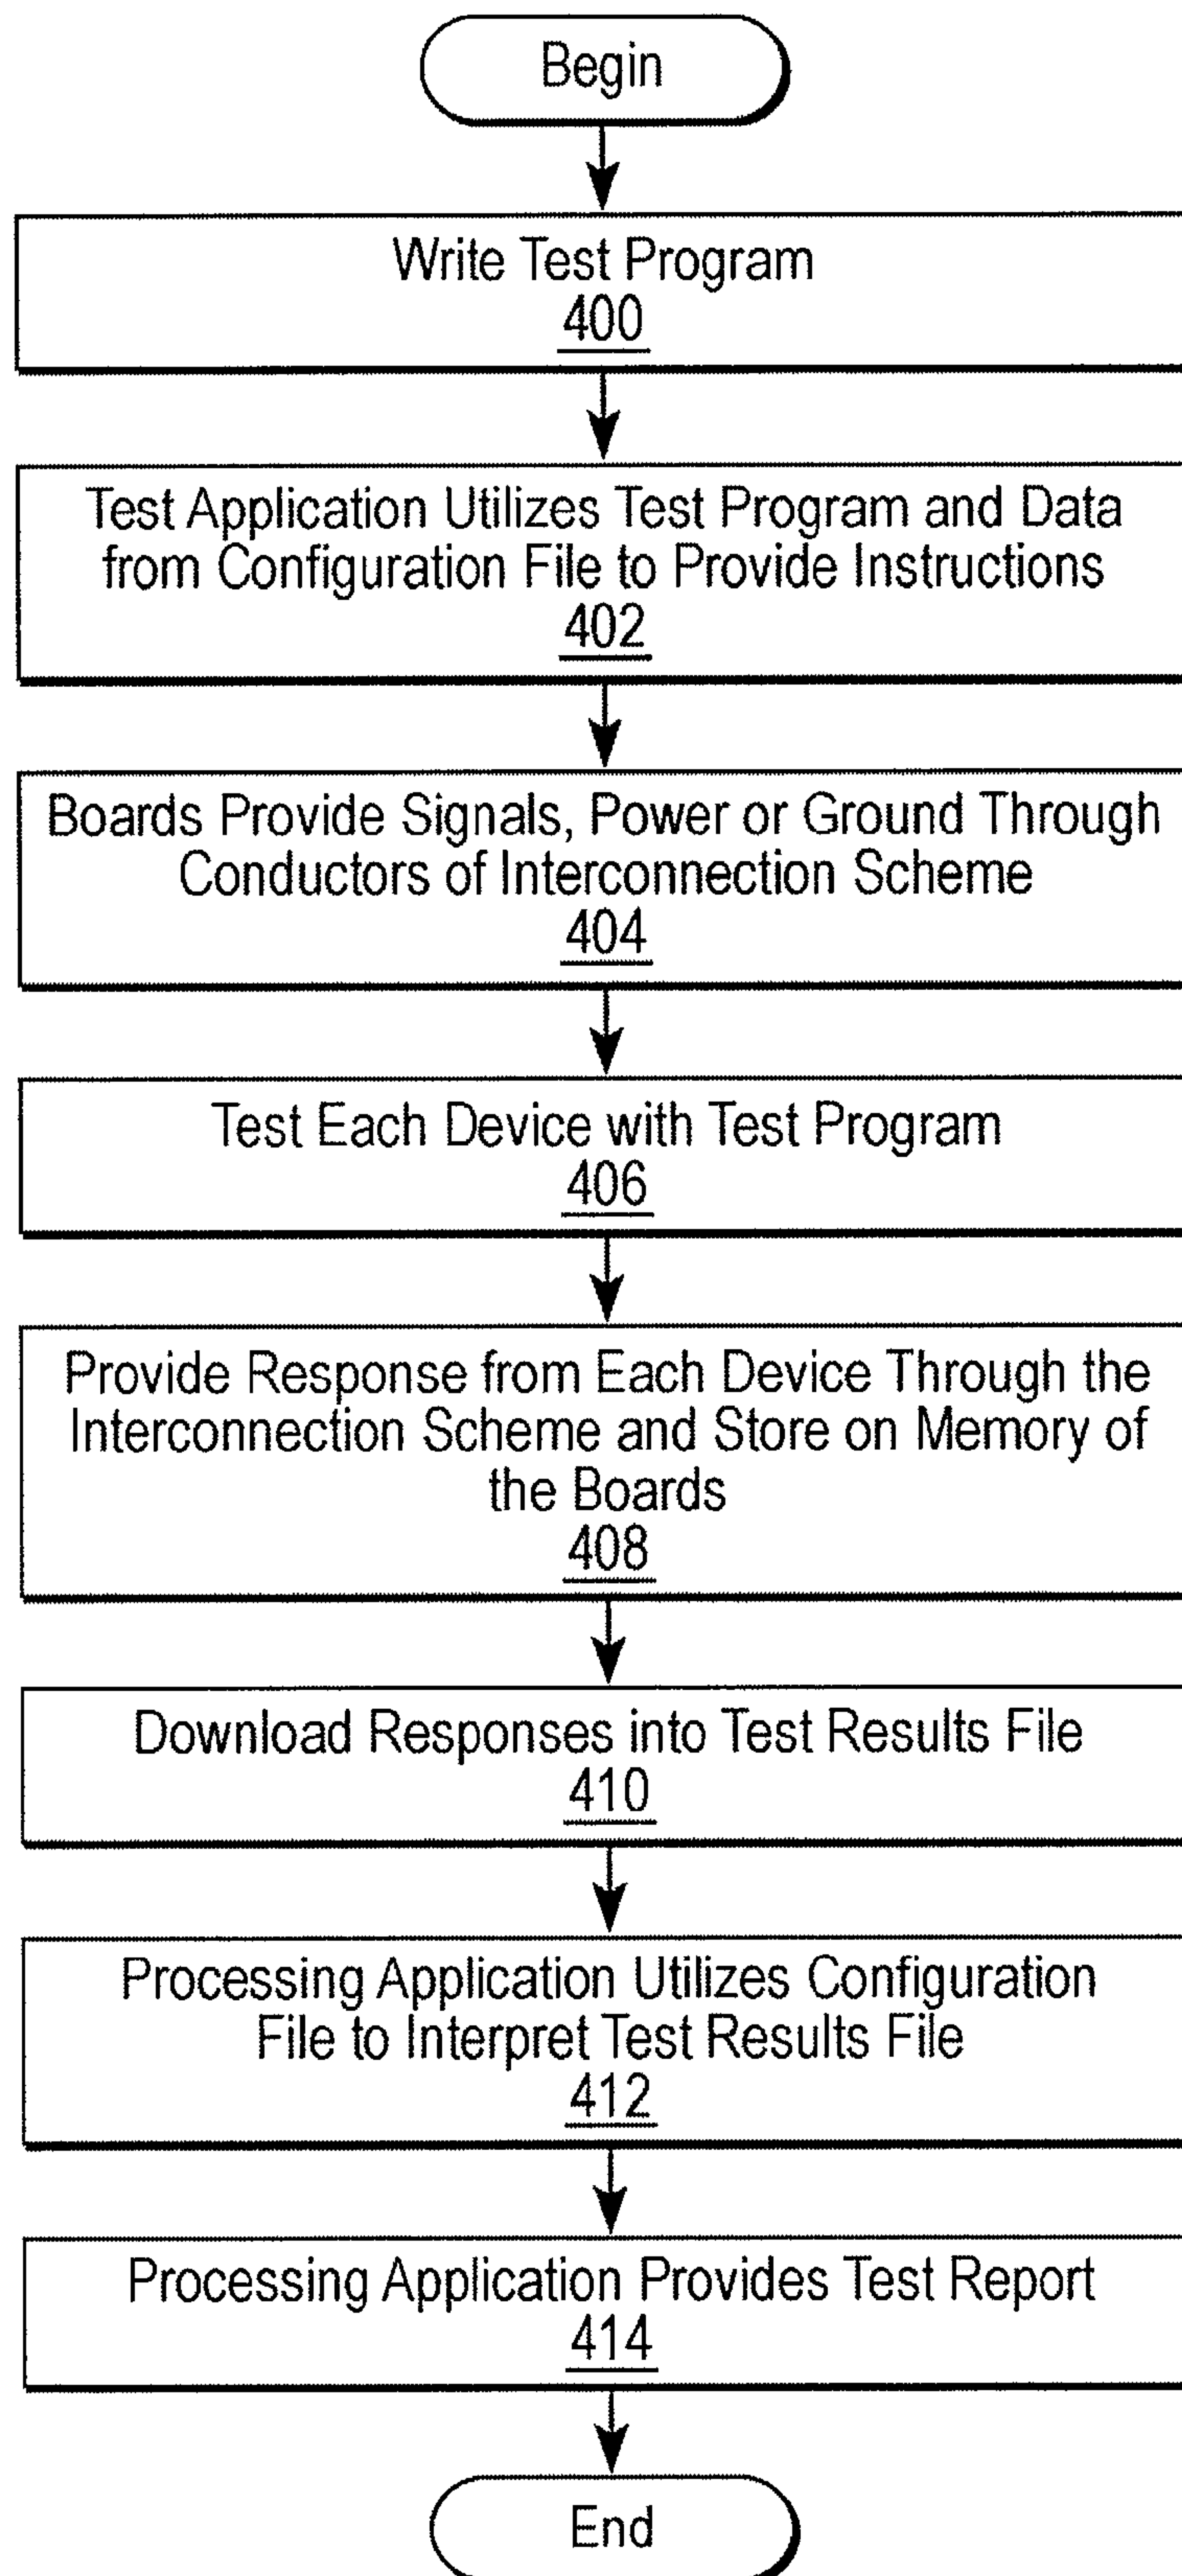 Begin
Write Test Program
400
Test Application Utilizes Test Program and Data
from Configuration File to Provide Instructions
402
Boards Provide Signals, Power or Ground Through
Conductors of Interconnection Scheme
404
Test Each Device with Test Program
406
Provide Response from Each Device Through the
Interconnection Scheme and Store on Memory of
the Boards
408
Download Responses into Test Results File
410
Processing Application Utilizes Configuration
File to Interpret Test Results File
412
Processing Application Provides Test Report
414
End